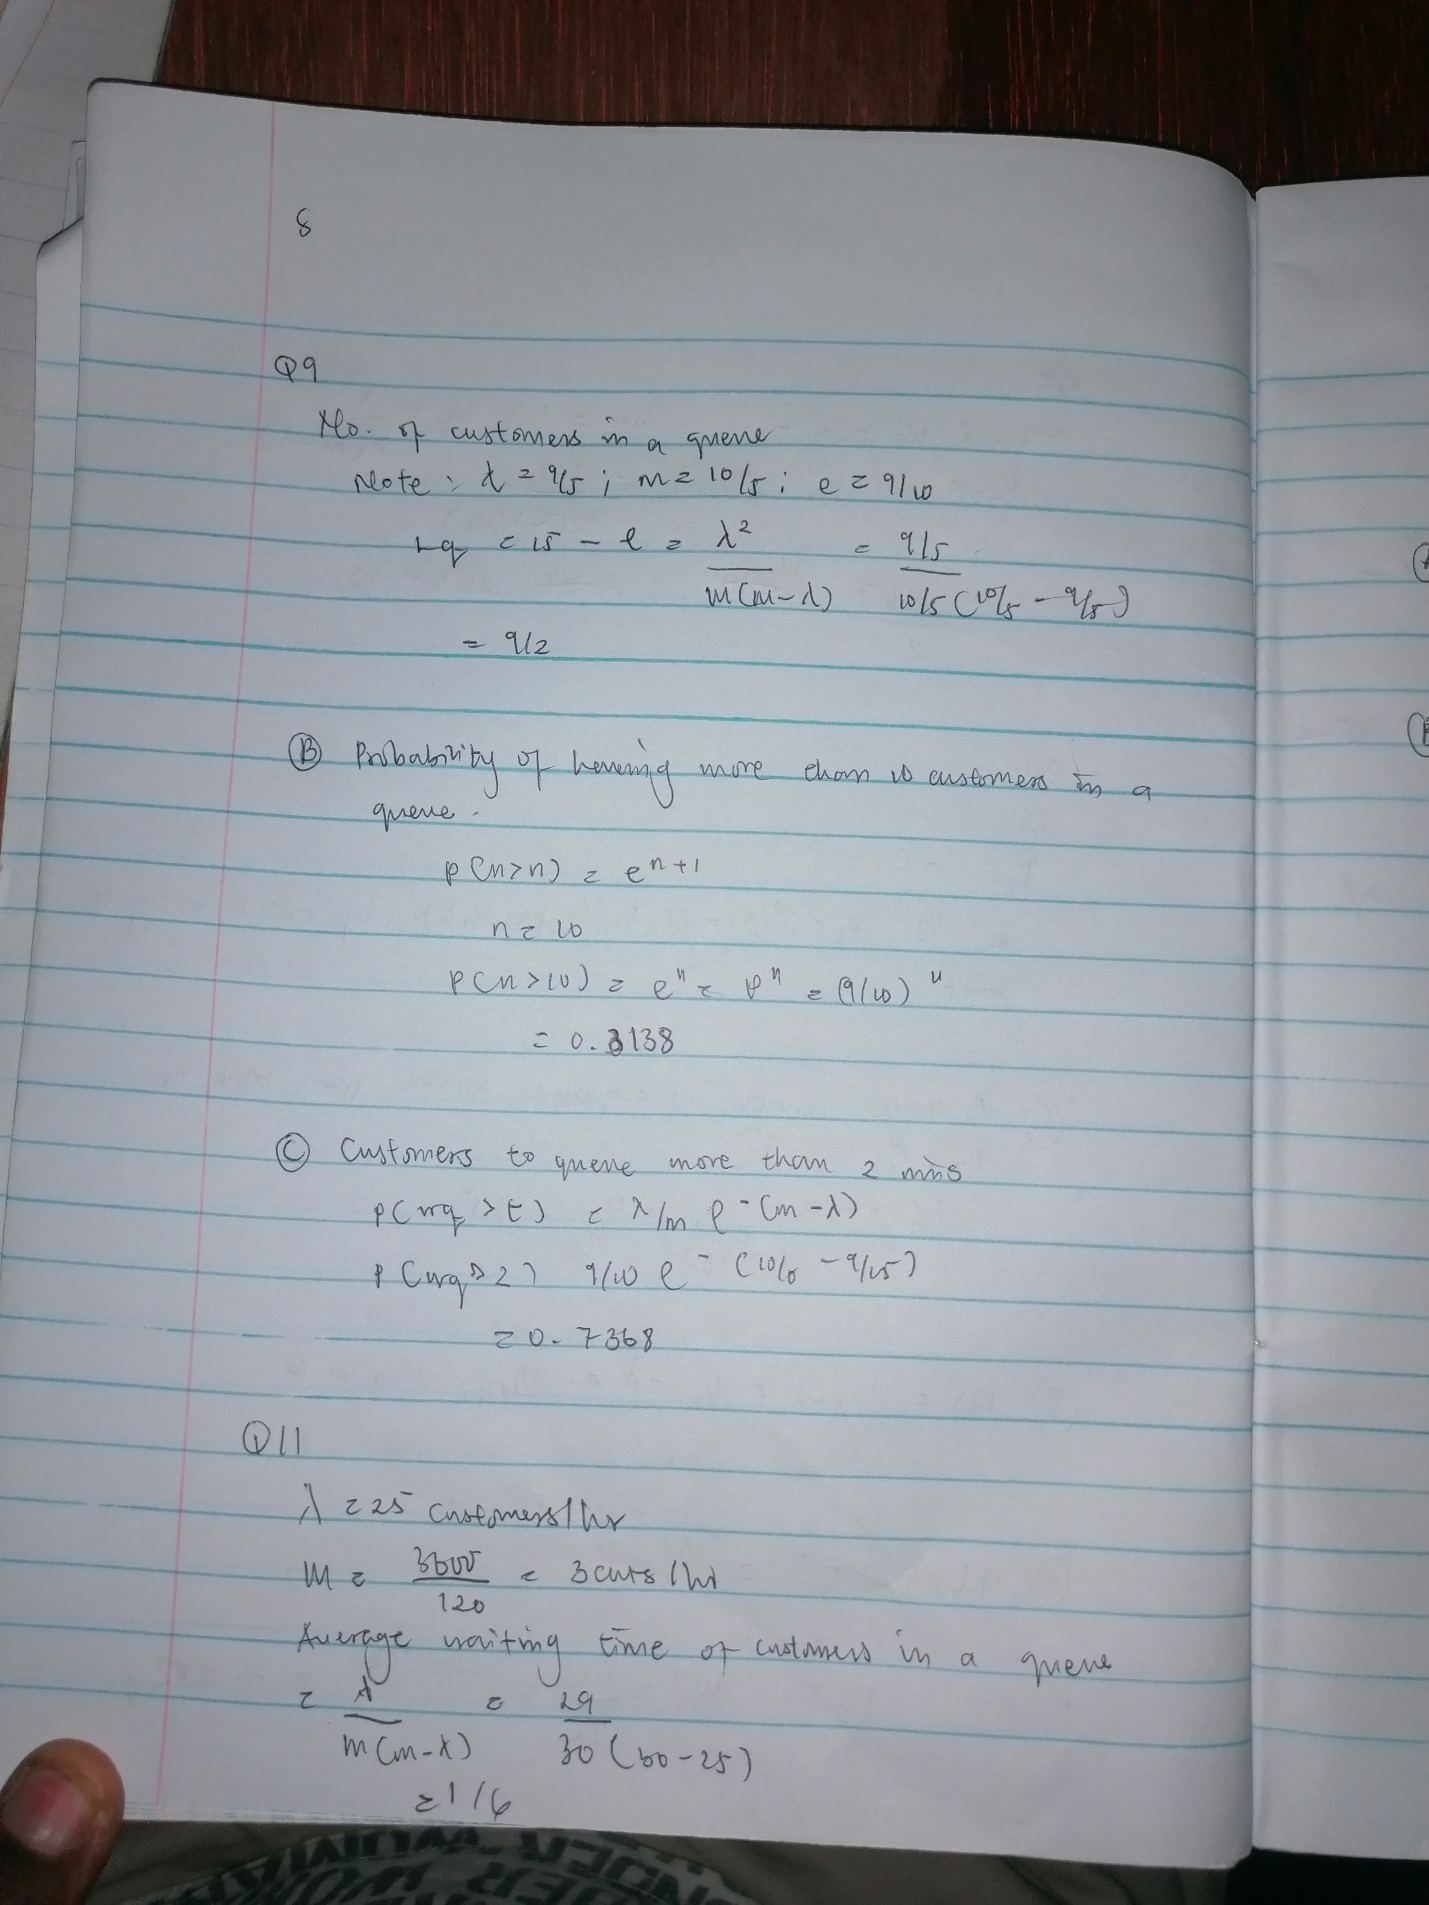 8
Q9
No. of customers in a queue
Note: λ = 9/5; m = 10/5; e = 9/10
Lq = 15 - e = λ² / m(m-λ) = 9/5 / 10/5(10/5 - 9/5)
= 9/2
(B) Probability of having more than 10 customers in a
queue.
P(n>n) = e^n+1
n = 10
P(n>10) = e^11 = p^11 = (9/10)^11
= 0.3138
(C) Customers to queue more than 2 mins
P(wq > t) = λ/m e^-(m-λ)
P(wq > 2) 9/10 e^-(10/5 - 9/15)
= 0.7368
Q11
λ = 25 customers/hr
m = 3600/120 = 3 cuts/hr
Average waiting time of customers in a queue
= λ / m(m-λ) = 29 / 30(50-25)
= 1/6